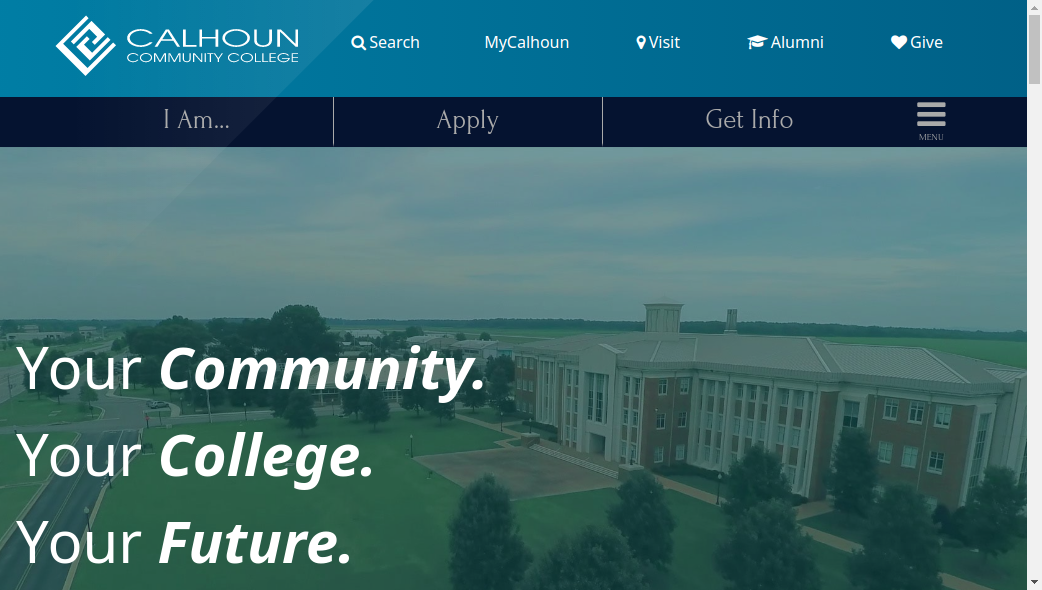 CALHOUN
COMMUNITY COLLEGE
Search
MyCalhoun
Visit
Alumni
Give
I Am...
Apply
Get Info
MENU
Your Community.
Your College.
Your Future.